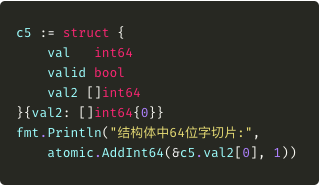 c5 := struct {
    val   int64
    valid bool
    val2 []int64
}{val2: []int64{0}}
fmt.Println("结构体中64位字切片:",
    atomic.AddInt64(&c5.val2[0], 1))